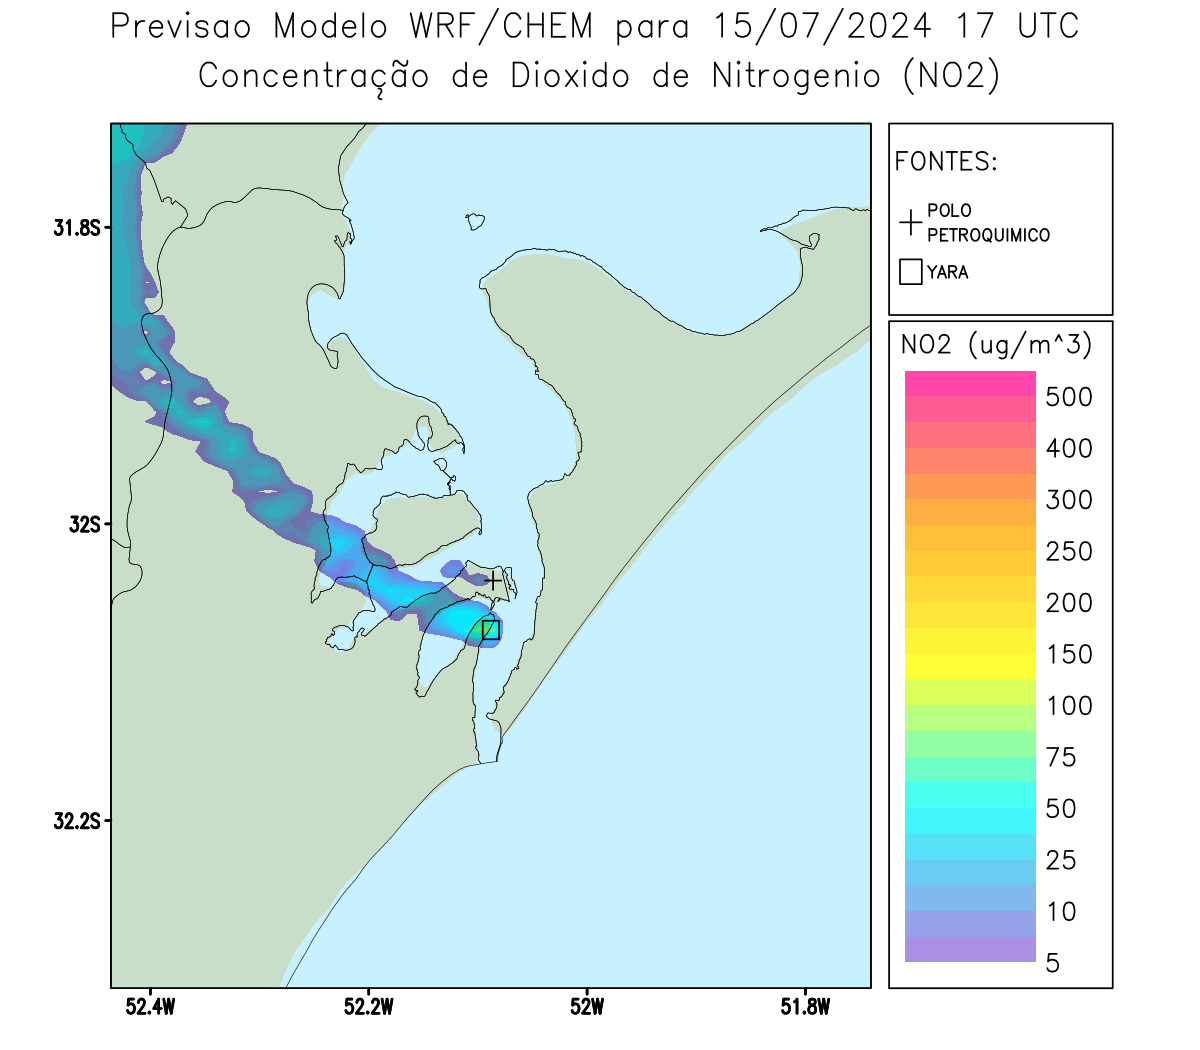 Previsao Modelo WRF/CHEM para 15/07/2024 17 UTC
Concentração de Dioxido de Nitrogenio (NO2)
FONTES:
POLO
PETROQUIMICO
YARA
NO2 (ug/m^3)
500
400
300
250
200
150
100
75
50
25
10
5
31.8S
32S
32.2S
52.4W
52.2W
52W
51.8W